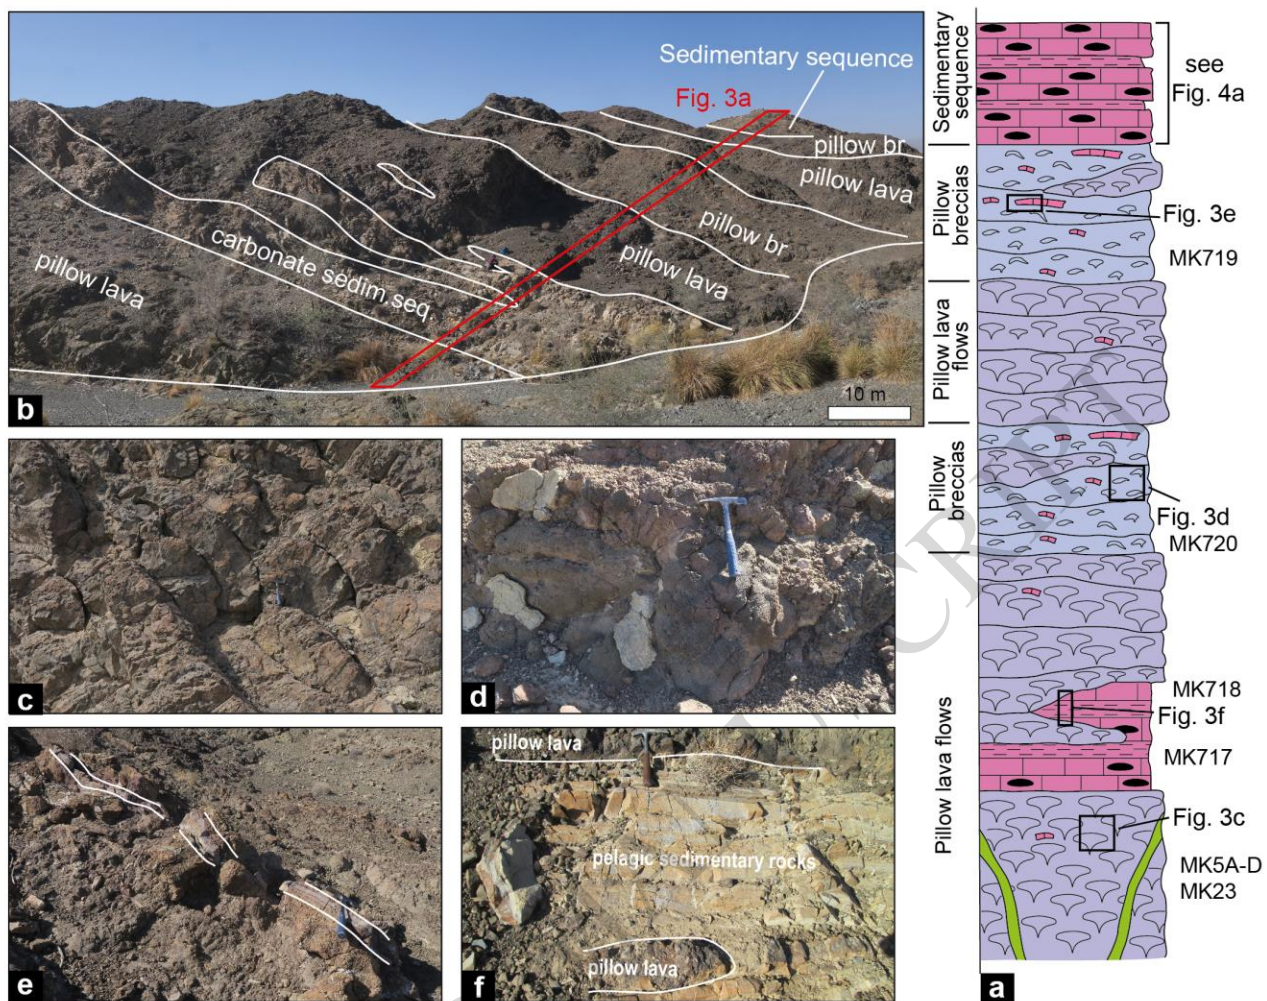 Sedimentary sequence
Fig. 3a
pillow br
pillow lava
pillow br
pillow lava
carbonate sedim.seq.
pillow lava
10 m
b
c
d
e
pillow lava
pelagic sedimentary rocks
pillow lava
f
Sedimentary
sequence
see
Fig. 4a
Pillow
breccias
Fig. 3e
MK719
Pillow lava
flows
Pillow
breccias
Fig. 3d
MK720
Pillow lava flows
MK718
Fig. 3f
MK717
Fig. 3c
MK5A-D
MK23
a